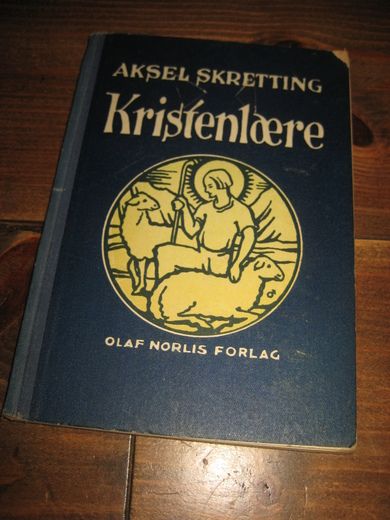 AKSEL SKRETTING
Kristenlære
OLAF NORLIS FORLAG